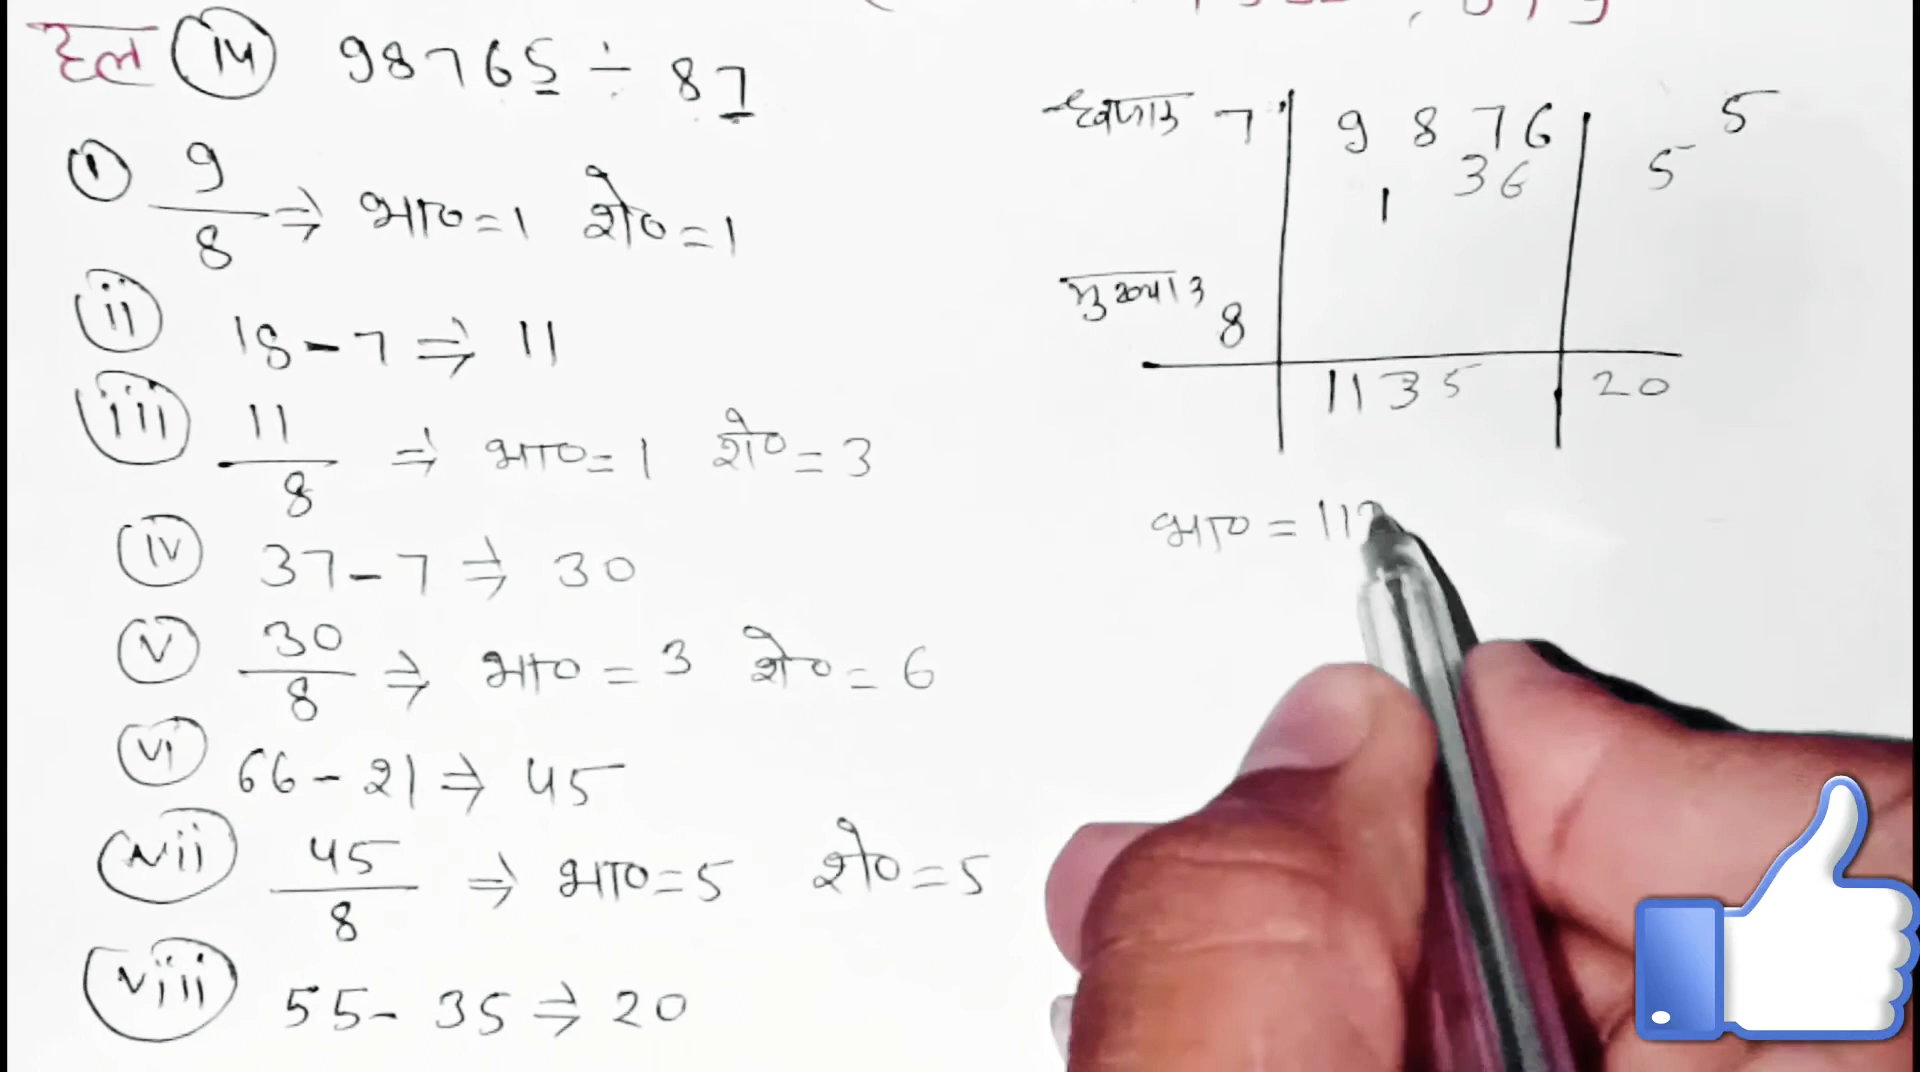 हल (iv) 98765 ÷ 87
(i) 9/8 ⇒ भा० = 1 शे० = 1
(ii) 18 - 7 ⇒ 11
(iii) 11/8 ⇒ भा० = 1 शे० = 3
(iv) 37 - 7 ⇒ 30
(v) 30/8 ⇒ भा० = 3 शे० = 6
(vi) 66 - 21 ⇒ 45
(vii) 45/8 ⇒ भा० = 5 शे० = 5
(viii) 55 - 35 ⇒ 20
ध्वजांक 7 9 8 7 6 5
1 3 6 5
मुख्यांक
8
1135 20
भा० = 11